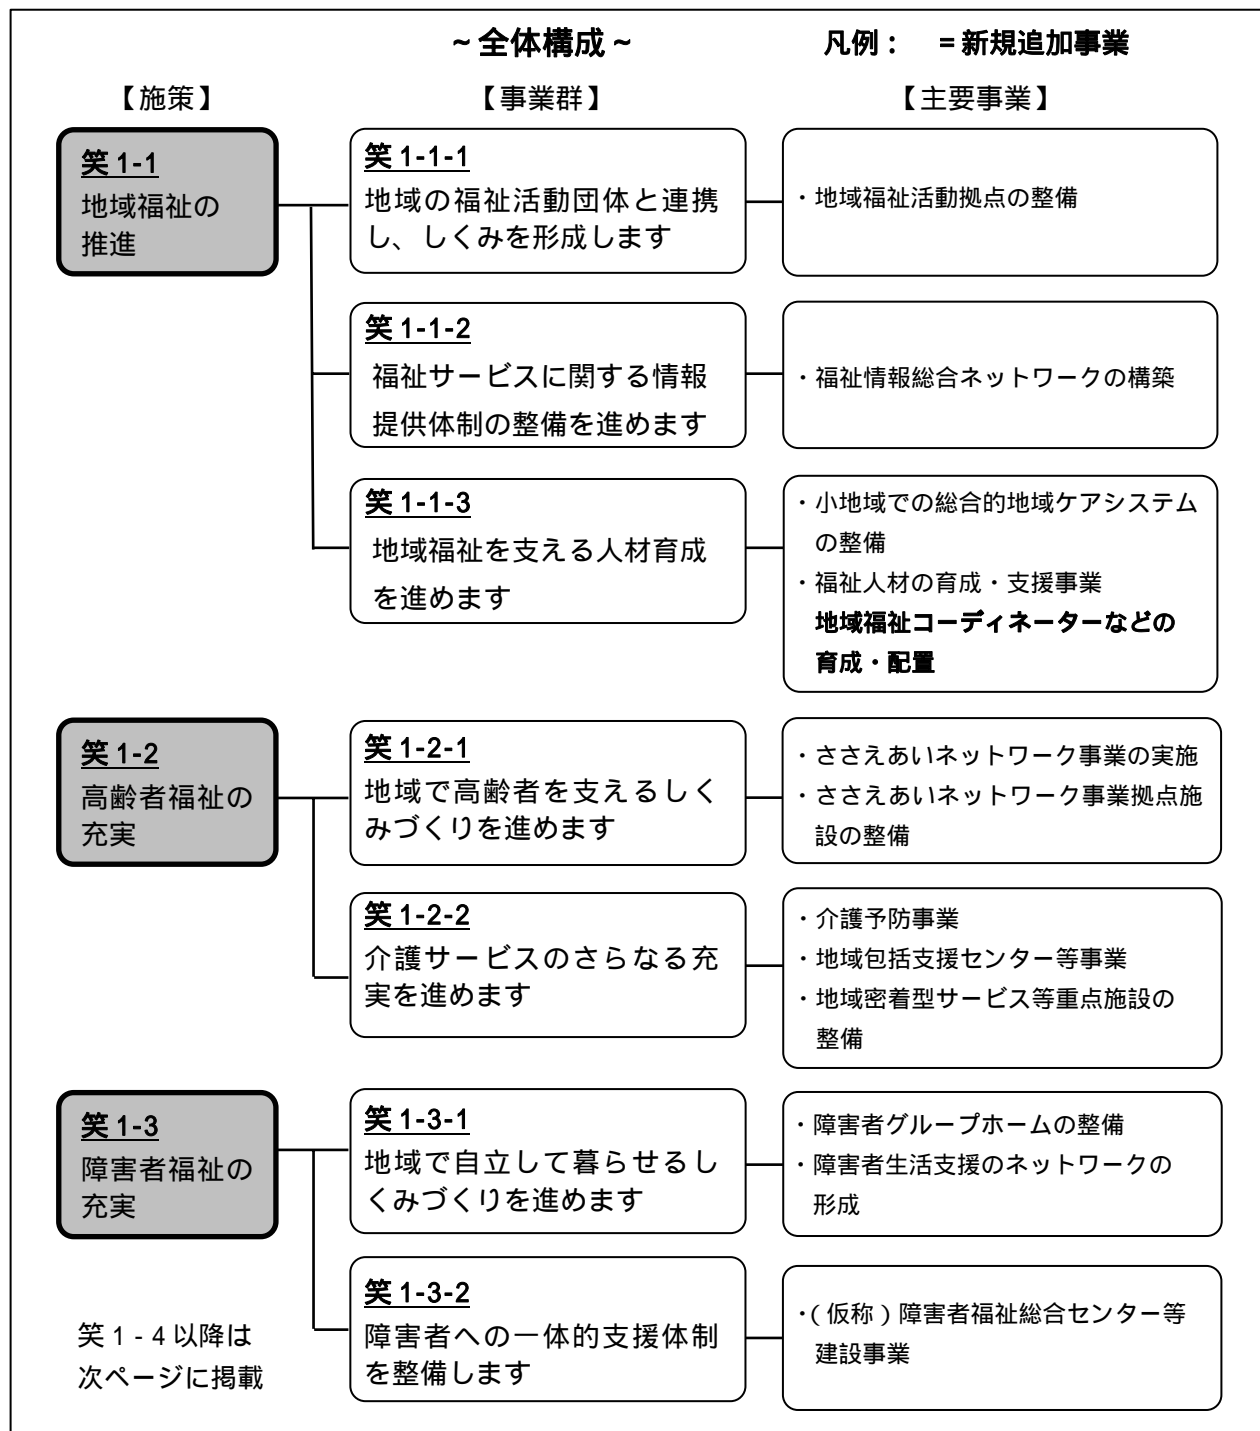 ~全体構成~
凡例： =新規追加事業
【施策】
【事業群】
【主要事業】
笑1-1
地域福祉の
推進
笑1-1-1
地域の福祉活動団体と連携
し、しくみを形成します
・地域福祉活動拠点の整備
笑1-1-2
福祉サービスに関する情報
提供体制の整備を進めます
・福祉情報総合ネットワークの構築
笑1-1-3
地域福祉を支える人材育成
を進めます
・小地域での総合的地域ケアシステム
の整備
・福祉人材の育成・支援事業
地域福祉コーディネーターなどの
育成・配置
笑1-2
高齢者福祉の
充実
笑1-2-1
地域で高齢者を支えるしく
みづくりを進めます
・ささえあいネットワーク事業の実施
・ささえあいネットワーク事業拠点施
設の整備
笑1-2-2
介護サービスのさらなる充
実を進めます
・介護予防事業
・地域包括支援センター等事業
・地域密着型サービス等重点施設の
整備
笑1-3
障害者福祉の
充実
笑1-3-1
地域で自立して暮らせるし
くみづくりを進めます
・障害者グループホームの整備
・障害者生活支援のネットワークの
形成
笑1-3-2
障害者への一体的支援体制
を整備します
・（仮称）障害者福祉総合センター等
建設事業
笑1-4以降は
次ページに掲載